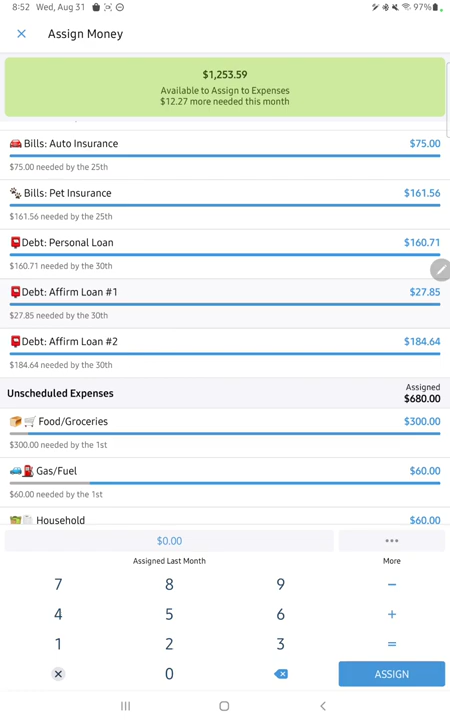 8:52 Wed, Aug 31
97%
Assign Money
$1,253.59
Available to Assign to Expenses
$12.27 more needed this month
Bills: Auto Insurance $75.00
$75.00 needed by the 25th
Bills: Pet Insurance $161.56
$161.56 needed by the 25th
Debt: Personal Loan $160.71
$160.71 needed by the 30th
Debt: Affirm Loan #1 $27.85
$27.85 needed by the 30th
Debt: Affirm Loan #2 $184.64
$184.64 needed by the 30th
Unscheduled Expenses Assigned
$680.00
Food/Groceries $300.00
$300.00 needed by the 1st
Gas/Fuel $60.00
$60.00 needed by the 1st
Household $60.00
$0.00
Assigned Last Month More
7 8 9 −
4 5 6 +
1 2 3 =
0 ASSIGN